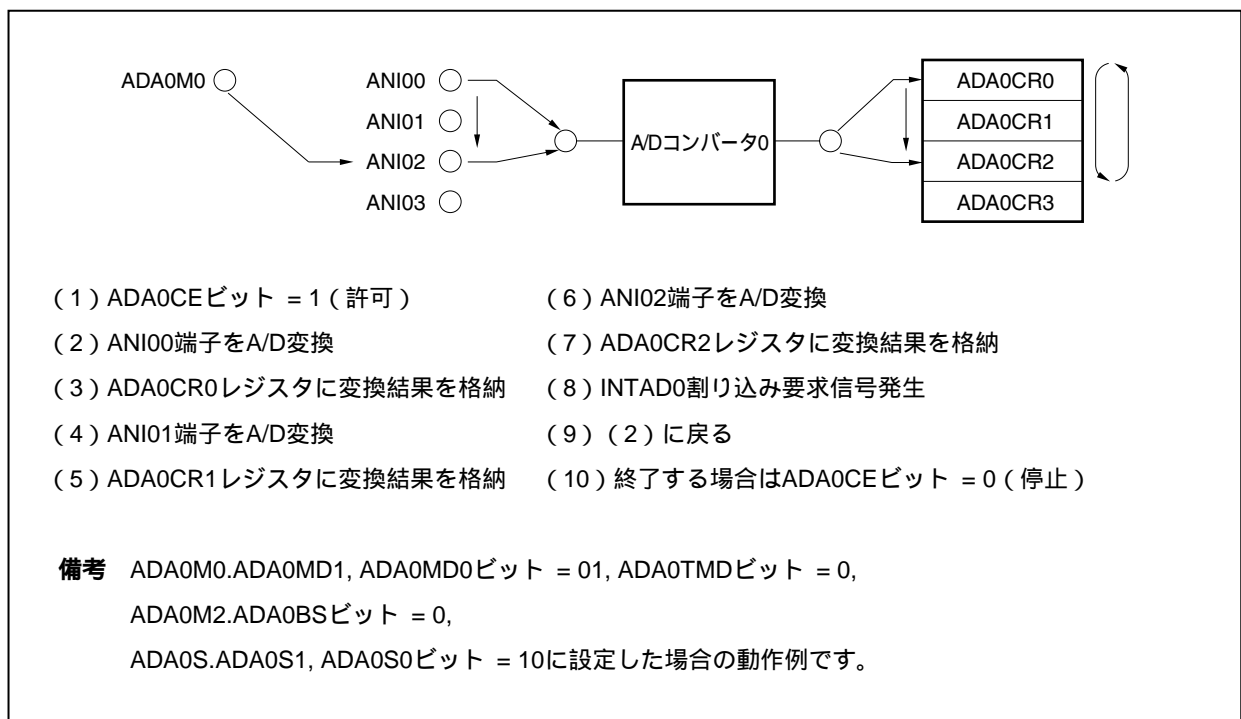 ADA0M0
ANI00
ANI01
ANI02
ANI03
A/Dコンバータ0
ADA0CR0
ADA0CR1
ADA0CR2
ADA0CR3
（1）ADA0CEビット = 1（許可）
（2）ANI00端子をA/D変換
（3）ADA0CR0レジスタに変換結果を格納
（4）ANI01端子をA/D変換
（5）ADA0CR1レジスタに変換結果を格納
（6）ANI02端子をA/D変換
（7）ADA0CR2レジスタに変換結果を格納
（8）INTAD0割り込み要求信号発生
（9）（2）に戻る
（10）終了する場合はADA0CEビット = 0（停止）
備考 ADA0M0.ADA0MD1, ADA0MD0ビット = 01, ADA0TMDビット = 0,
ADA0M2.ADA0BSビット = 0,
ADA0S.ADA0S1, ADA0S0ビット = 10に設定した場合の動作例です。